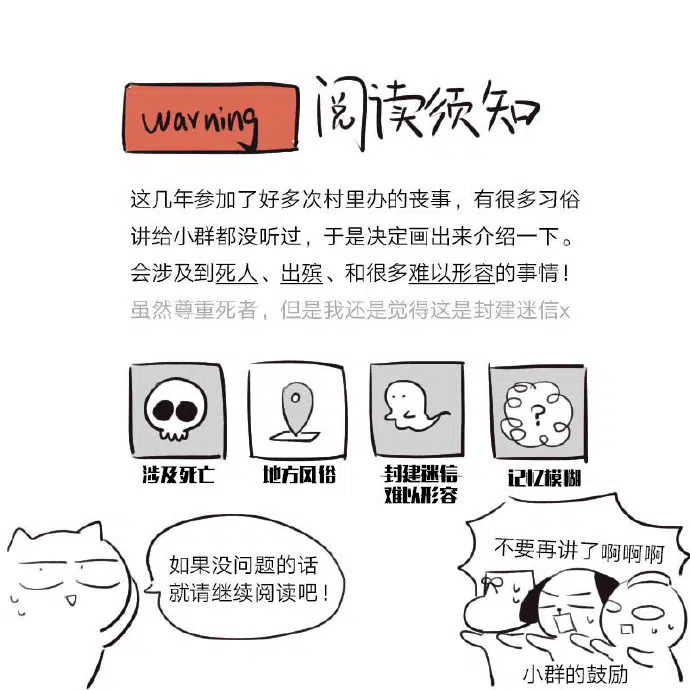 warning 阅读须知
这几年参加了好多次村里办的丧事，有很多习俗
讲给小群都没听过，于是决定画出来介绍一下。
会涉及到死人、出殡、和很多难以形容的事情！
虽然尊重死者，但是我还是觉得这是封建迷信x
?
涉及死亡
地方风俗
封建迷信
难以形容
记忆模糊
如果没问题的话
就请继续阅读吧！
不要再讲了啊啊啊
小群的鼓励